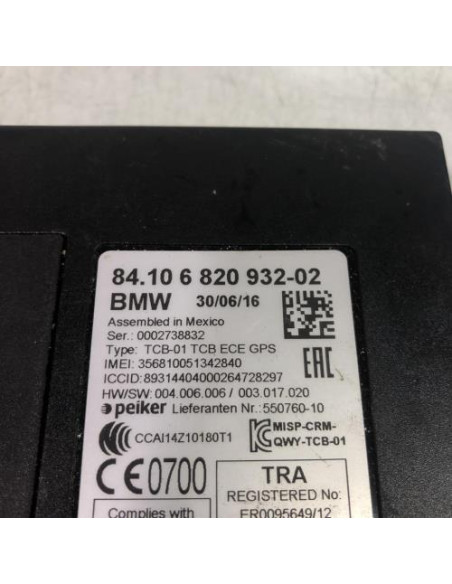 84.10 6 820 932-02
BMW 30/06/16
Assembled in Mexico
Ser.: 0002738832
Type: TCB-01 TCB ECE GPS
IMEI: 356810051342840
ICCID: 89314404000264728297
HW/SW: 004.006.006 / 003.017.020
peiker Lieferanten Nr.:550760-10
CCAI14Z10180T1
MISP-CRM-
QWY-TCB-01
CE0700
TRA
REGISTERED No:
ER0095649/12
Complies with
EAC